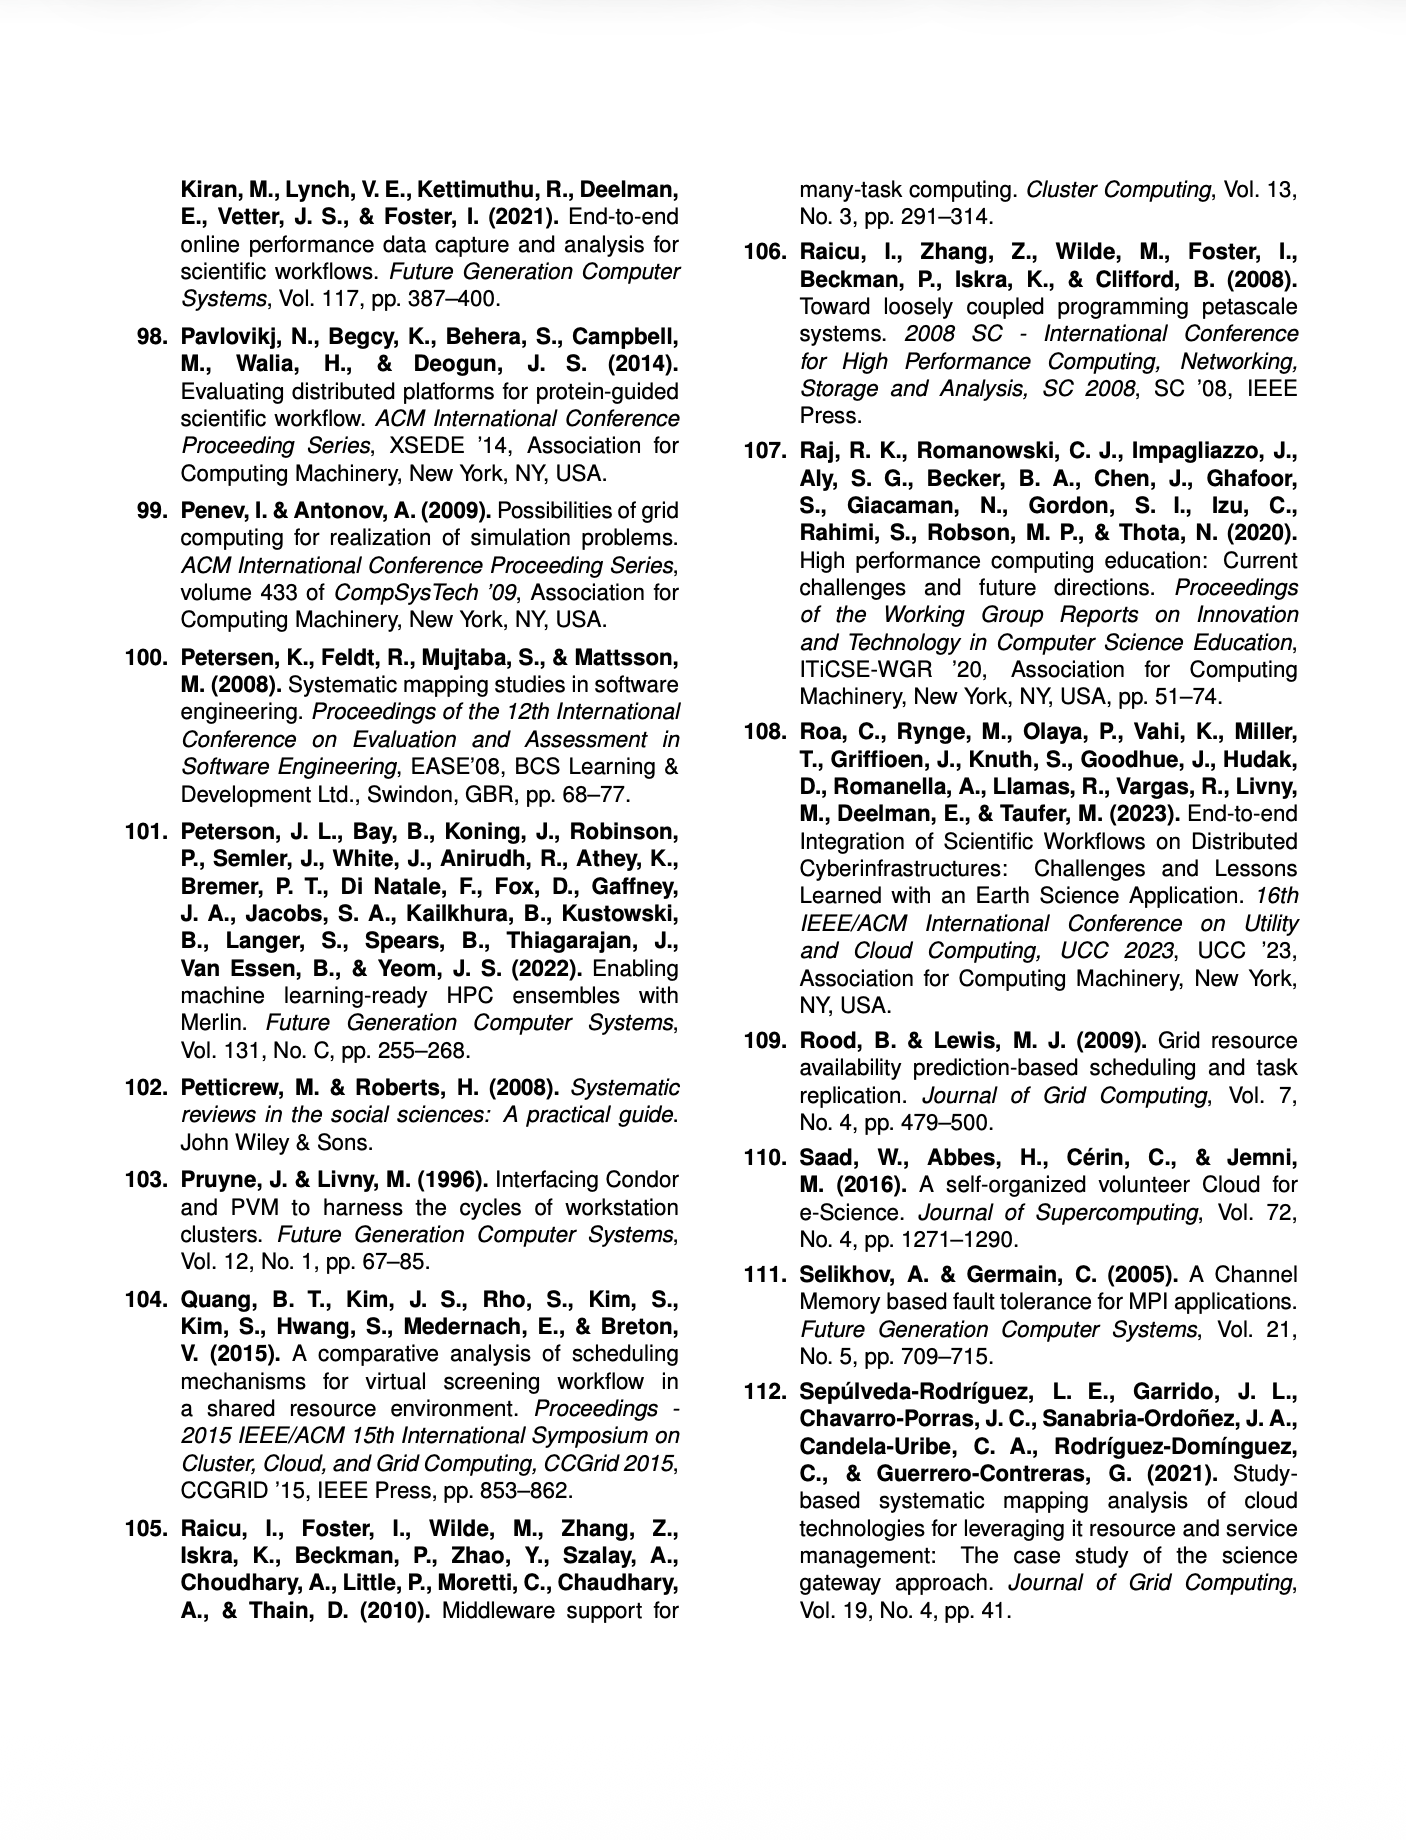 Kiran, M., Lynch, V. E., Kettimuthu, R., Deelman,
E., Vetter, J. S., & Foster, I. (2021). End-to-end
online performance data capture and analysis for
scientific workflows. Future Generation Computer
Systems, Vol. 117, pp. 387–400.
98. Pavlovikj, N., Begcy, K., Behera, S., Campbell,
M., Walia, H., & Deogun, J. S. (2014).
Evaluating distributed platforms for protein-guided
scientific workflow. ACM International Conference
Proceeding Series, XSEDE ’14, Association for
Computing Machinery, New York, NY, USA.
99. Penev, I. & Antonov, A. (2009). Possibilities of grid
computing for realization of simulation problems.
ACM International Conference Proceeding Series,
volume 433 of CompSysTech ’09, Association for
Computing Machinery, New York, NY, USA.
100. Petersen, K., Feldt, R., Mujtaba, S., & Mattsson,
M. (2008). Systematic mapping studies in software
engineering. Proceedings of the 12th International
Conference on Evaluation and Assessment in
Software Engineering, EASE’08, BCS Learning &
Development Ltd., Swindon, GBR, pp. 68–77.
101. Peterson, J. L., Bay, B., Koning, J., Robinson,
P., Semler, J., White, J., Anirudh, R., Athey, K.,
Bremer, P. T., Di Natale, F., Fox, D., Gaffney,
J. A., Jacobs, S. A., Kailkhura, B., Kustowski,
B., Langer, S., Spears, B., Thiagarajan, J.,
Van Essen, B., & Yeom, J. S. (2022). Enabling
machine learning-ready HPC ensembles with
Merlin. Future Generation Computer Systems,
Vol. 131, No. C, pp. 255–268.
102. Petticrew, M. & Roberts, H. (2008). Systematic
reviews in the social sciences: A practical guide.
John Wiley & Sons.
103. Pruyne, J. & Livny, M. (1996). Interfacing Condor
and PVM to harness the cycles of workstation
clusters. Future Generation Computer Systems,
Vol. 12, No. 1, pp. 67–85.
104. Quang, B. T., Kim, J. S., Rho, S., Kim, S.,
Kim, S., Hwang, S., Medernach, E., & Breton,
V. (2015). A comparative analysis of scheduling
mechanisms for virtual screening workflow in
a shared resource environment. Proceedings -
2015 IEEE/ACM 15th International Symposium on
Cluster, Cloud, and Grid Computing, CCGrid 2015,
CCGRID ’15, IEEE Press, pp. 853–862.
105. Raicu, I., Foster, I., Wilde, M., Zhang, Z.,
Iskra, K., Beckman, P., Zhao, Y., Szalay, A.,
Choudhary, A., Little, P., Moretti, C., Chaudhary,
A., & Thain, D. (2010). Middleware support for
many-task computing. Cluster Computing, Vol. 13,
No. 3, pp. 291–314.
106. Raicu, I., Zhang, Z., Wilde, M., Foster, I.,
Beckman, P., Iskra, K., & Clifford, B. (2008).
Toward loosely coupled programming petascale
systems. 2008 SC - International Conference
for High Performance Computing, Networking,
Storage and Analysis, SC 2008, SC ’08, IEEE
Press.
107. Raj, R. K., Romanowski, C. J., Impagliazzo, J.,
Aly, S. G., Becker, B. A., Chen, J., Ghafoor,
S., Giacaman, N., Gordon, S. I., Izu, C.,
Rahimi, S., Robson, M. P., & Thota, N. (2020).
High performance computing education: Current
challenges and future directions. Proceedings
of the Working Group Reports on Innovation
and Technology in Computer Science Education,
ITiCSE-WGR ’20, Association for Computing
Machinery, New York, NY, USA, pp. 51–74.
108. Roa, C., Rynge, M., Olaya, P., Vahi, K., Miller,
T., Griffioen, J., Knuth, S., Goodhue, J., Hudak,
D., Romanella, A., Llamas, R., Vargas, R., Livny,
M., Deelman, E., & Taufer, M. (2023). End-to-end
Integration of Scientific Workflows on Distributed
Cyberinfrastructures: Challenges and Lessons
Learned with an Earth Science Application. 16th
IEEE/ACM International Conference on Utility
and Cloud Computing, UCC 2023, UCC ’23,
Association for Computing Machinery, New York,
NY, USA.
109. Rood, B. & Lewis, M. J. (2009). Grid resource
availability prediction-based scheduling and task
replication. Journal of Grid Computing, Vol. 7,
No. 4, pp. 479–500.
110. Saad, W., Abbes, H., Cérin, C., & Jemni,
M. (2016). A self-organized volunteer Cloud for
e-Science. Journal of Supercomputing, Vol. 72,
No. 4, pp. 1271–1290.
111. Selikhov, A. & Germain, C. (2005). A Channel
Memory based fault tolerance for MPI applications.
Future Generation Computer Systems, Vol. 21,
No. 5, pp. 709–715.
112. Sepúlveda-Rodríguez, L. E., Garrido, J. L.,
Chavarro-Porras, J. C., Sanabria-Ordoñez, J. A.,
Candela-Uribe, C. A., Rodríguez-Domínguez,
C., & Guerrero-Contreras, G. (2021). Study-
based systematic mapping analysis of cloud
technologies for leveraging it resource and service
management: The case study of the science
gateway approach. Journal of Grid Computing,
Vol. 19, No. 4, pp. 41.